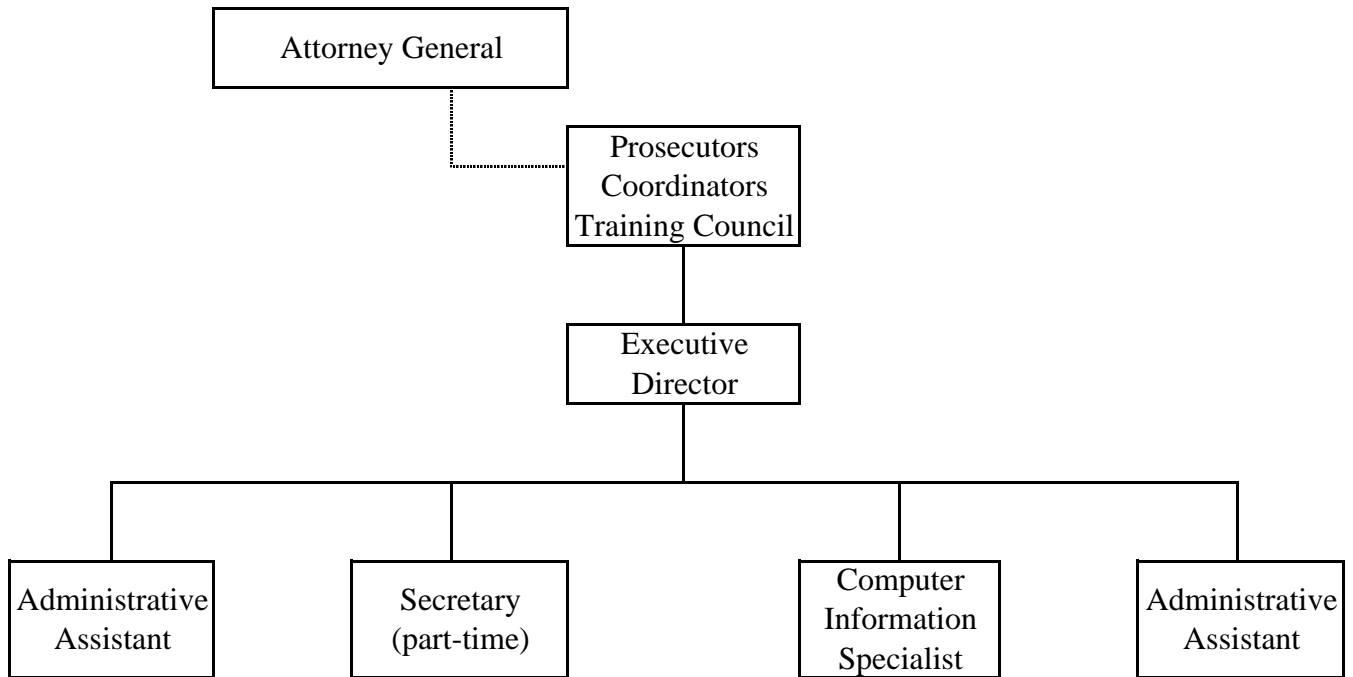 Attorney General
Prosecutors
Coordinators
Training Council
Executive
Director
Administrative
Assistant
Secretary
(part-time)
Computer
Information
Specialist
Administrative
Assistant